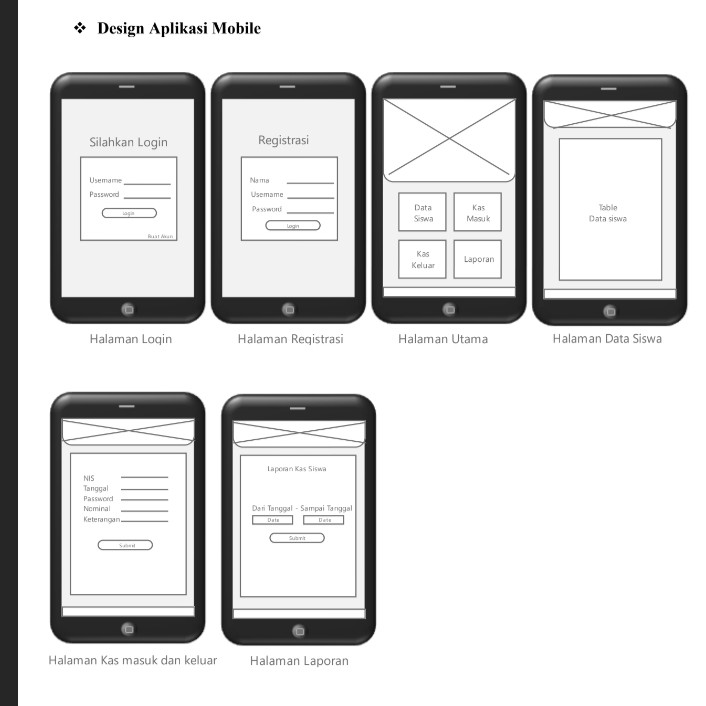 ❖ Design Aplikasi Mobile
Silahkan Login
Username
Password
Login
Buat Akun
Halaman Login
Registrasi
Nama
Username
Password
Login
Halaman Registrasi
Data Siswa
Kas Masuk
Kas Keluar
Laporan
Halaman Utama
Table
Data siswa
Halaman Data Siswa
NIS
Tanggal
Password
Nominal
Keterangan
Submit
Halaman Kas masuk dan keluar
Laporan Kas Siswa
Dari Tanggal - Sampai Tanggal
Date Date
Submit
Halaman Laporan